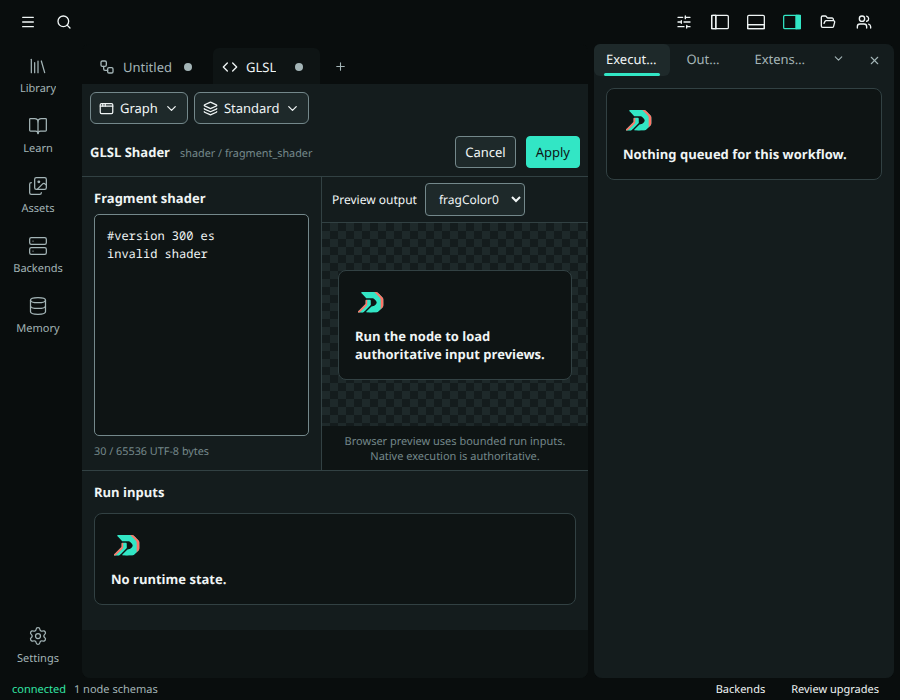 Untitled
GLSL
Execut...
Out...
Extens...
Library
Learn
Assets
Backends
Memory
Settings
Graph
Standard
GLSL Shader
shader / fragment_shader
Cancel
Apply
Fragment shader
#version 300 es
invalid shader
30 / 65536 UTF-8 bytes
Preview output
fragColor0
Run the node to load
authoritative input previews.
Browser preview uses bounded run inputs.
Native execution is authoritative.
Run inputs
No runtime state.
Nothing queued for this workflow.
connected
1 node schemas
Backends
Review upgrades